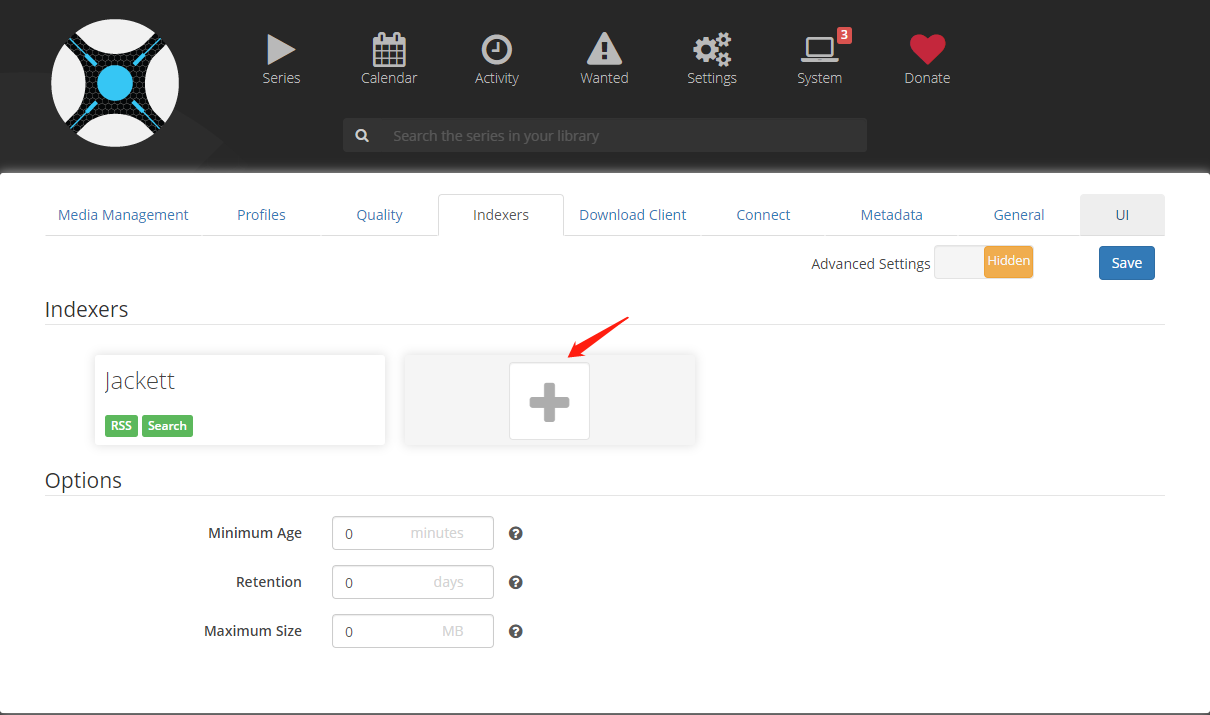 3
Series Calendar Activity Wanted Settings System Donate
Search the series in your library
Media Management Profiles Quality Indexers Download Client Connect Metadata General UI
Advanced Settings Hidden Save
Indexers
Jackett
RSS Search
Options
Minimum Age 0 minutes
Retention 0 days
Maximum Size 0 MB